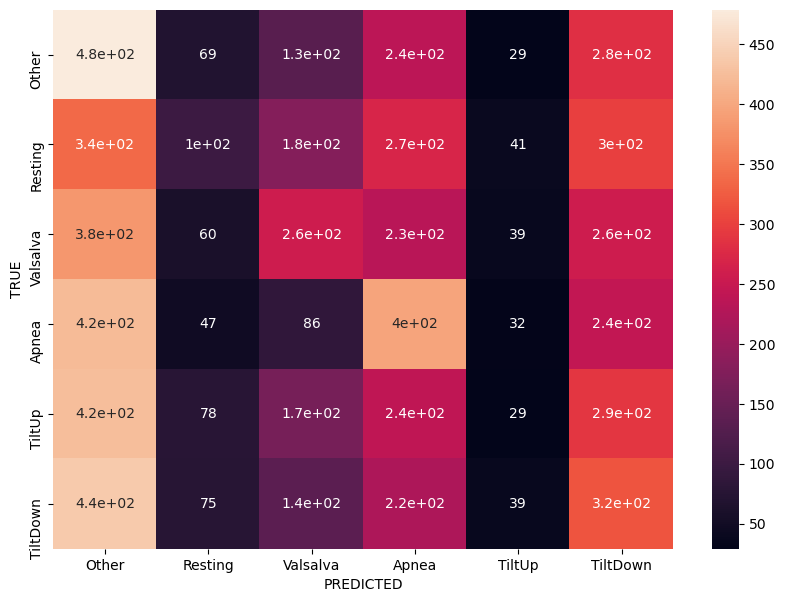 Other 4.8e+02 69 1.3e+02 2.4e+02 29 2.8e+02
Resting 3.4e+02 1e+02 1.8e+02 2.7e+02 41 3e+02
Valsalva 3.8e+02 60 2.6e+02 2.3e+02 39 2.6e+02
Apnea 4.2e+02 47 86 4e+02 32 2.4e+02
TiltUp 4.2e+02 78 1.7e+02 2.4e+02 29 2.9e+02
TiltDown 4.4e+02 75 1.4e+02 2.2e+02 39 3.2e+02
Other Resting Valsalva Apnea TiltUp TiltDown
PREDICTED
TRUE
450
400
350
300
250
200
150
100
50